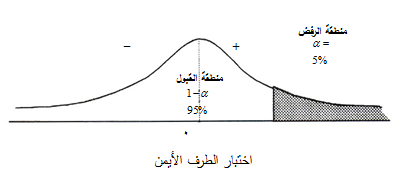 منطقة الرفض
α =
5%
−
+
منطقة القبول
1−α
95%
اختبار الطرف الأيمن